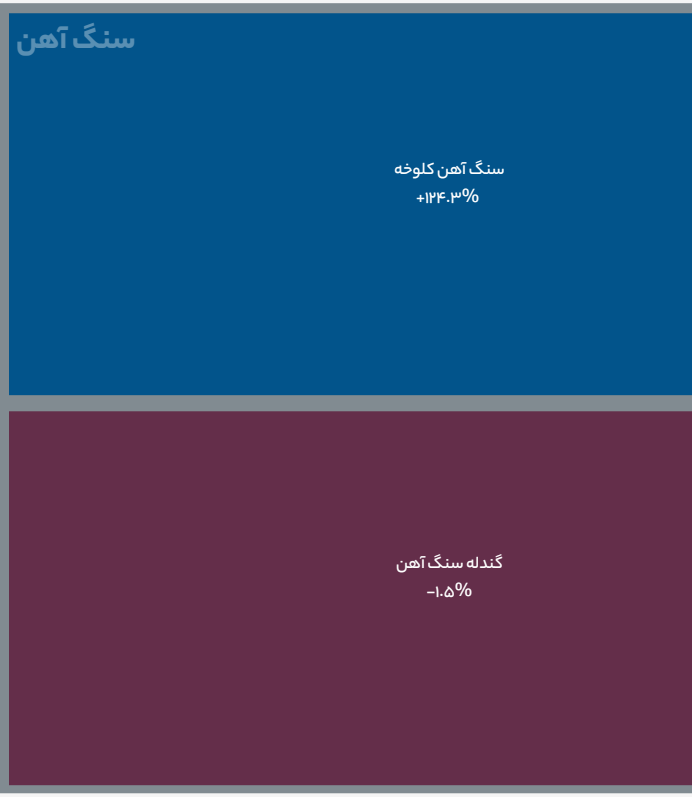 سنگ آهن
سنگ آهن کلوخه
+۱۲۴.۳%
گندله سنگ آهن
-۱.۵%